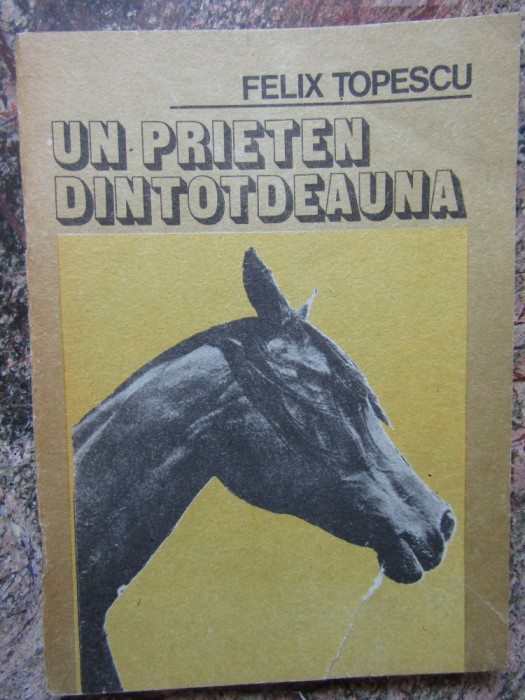 FELIX ȚOPESCU
UN PRIETEN
DINTOTDEAUNA